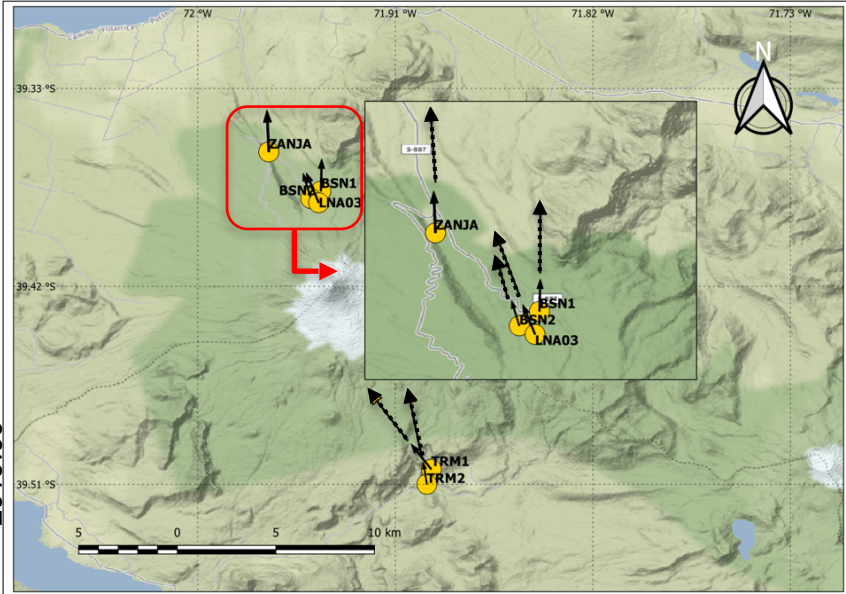 72 °W
71.91 °W
71.82 °W
71.73 °W
39.33 °S
N
S-887
ZANJA
BSN1
BSN2
LNA03
ZANJA
39.42 °S
BSN1
BSN2
LNA03
TRM1
TRM2
39.51 °S
5 0 5 10 km